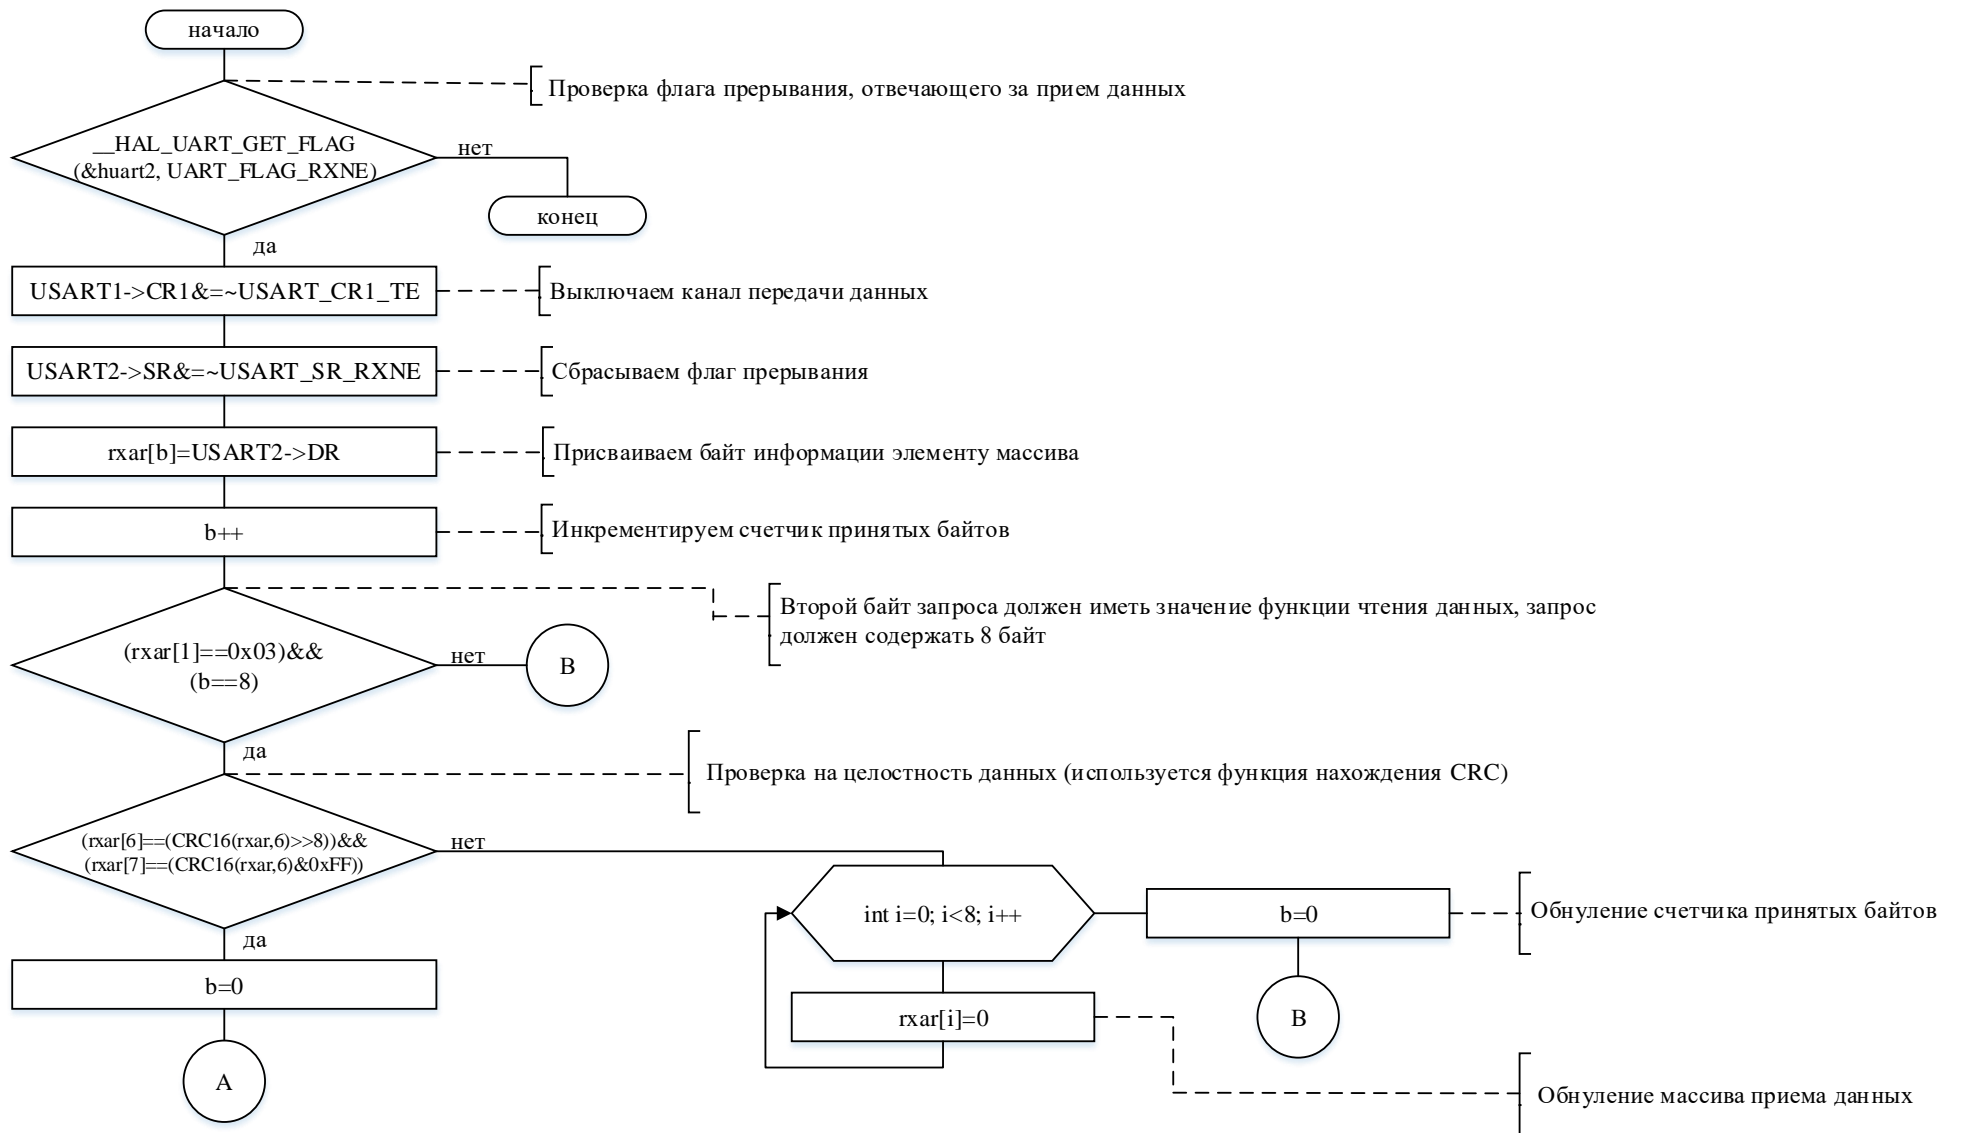 начало
Проверка флага прерывания, отвечающего за прием данных
__HAL_UART_GET_FLAG
(&huart2, UART_FLAG_RXNE)
нет
конец
да
USART1->CR1&=~USART_CR1_TE
Выключаем канал передачи данных
USART2->SR&=~USART_SR_RXNE
Сбрасываем флаг прерывания
rxar[b]=USART2->DR
Присваиваем байт информации элементу массива
b++
Инкрементируем счетчик принятых байтов
Второй байт запроса должен иметь значение функции чтения данных, запрос
должен содержать 8 байт
(rxar[1]==0x03)&&
(b==8)
нет
B
да
Проверка на целостность данных (используется функция нахождения CRC)
(rxar[6]==(CRC16(rxar,6)>>8))&&
(rxar[7]==(CRC16(rxar,6)&0xFF))
нет
int i=0; i<8; i++
b=0
Обнуление счетчика принятых байтов
да
b=0
rxar[i]=0
B
A
Обнуление массива приема данных